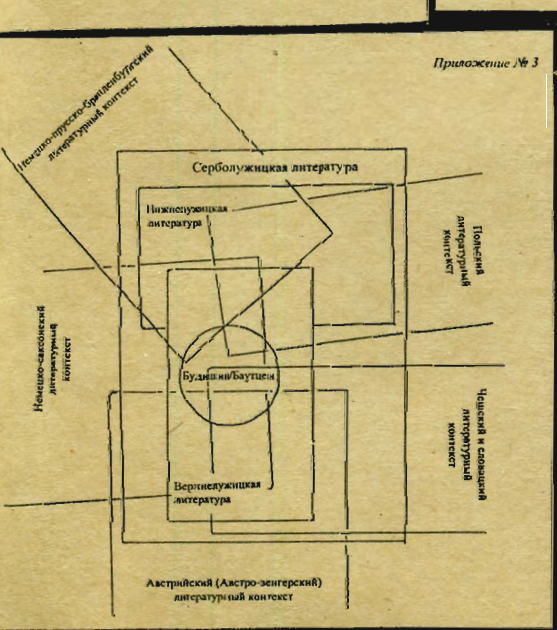 Приложение № 3
Немецко-прусско-бранденбургский
литературный контекст
Серболужицкая литература
Нижнелужицкая
литература
Польский
литературный
контекст
Немецко-саксонский
литературный
контекст
Будишин/Баутцен
Чешский и словацкий
литературный
контекст
Верхнелужицкая
литература
Австрийский (Австро-венгерский)
литературный контекст